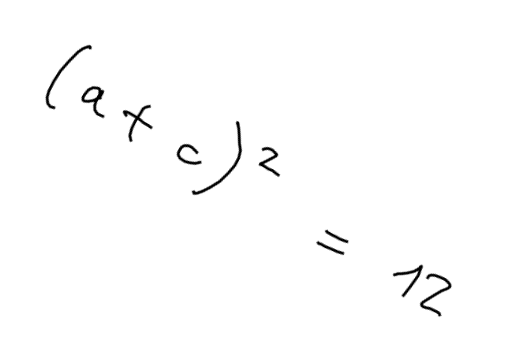 (a + c)² = 12